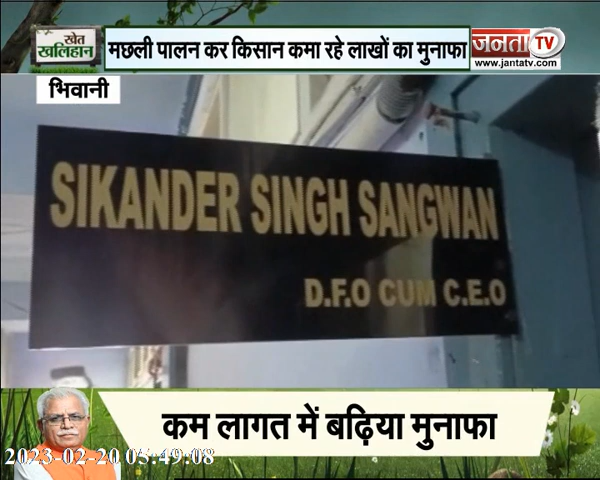 खेत
खलिहान
मछली पालन कर किसान कमा रहे लाखों का मुनाफा
जनता TV
www.jantatv.com
भिवानी
SIKANDER SINGH SANGWAN
D.F.O CUM C.E.O
कम लागत में बढ़िया मुनाफा
2023-02-20 05:49:08